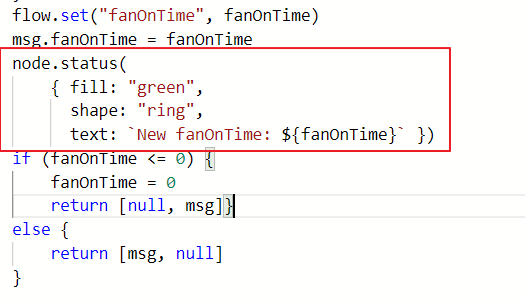 flow.set("fanOnTime", fanOnTime)
msg.fanOnTime = fanOnTime
node.status(
{ fill: "green",
shape: "ring",
text: `New fanOnTime: ${fanOnTime}` })
if (fanOnTime <= 0) {
fanOnTime = 0
return [null, msg]}
else {
return [msg, null]
}